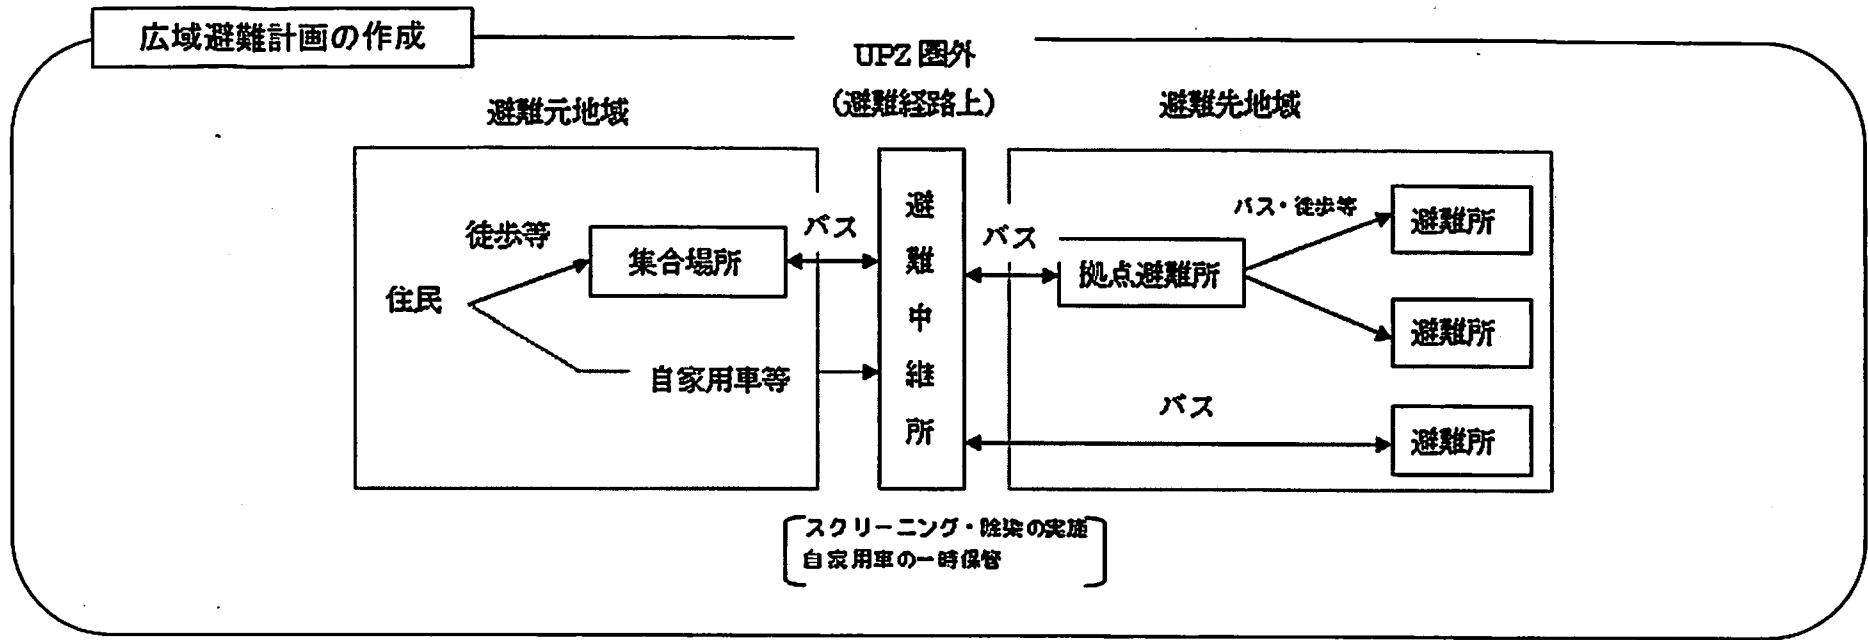 広域避難計画の作成
UPZ圏外
(避難経路上)
避難元地域
避難先地域
住民
徒歩等
集合場所
自家用車等
バス
避難中継所
バス
拠点避難所
バス・徒歩等
避難所
避難所
バス
避難所
スクリーニング・除染の実施
自家用車の一時保管